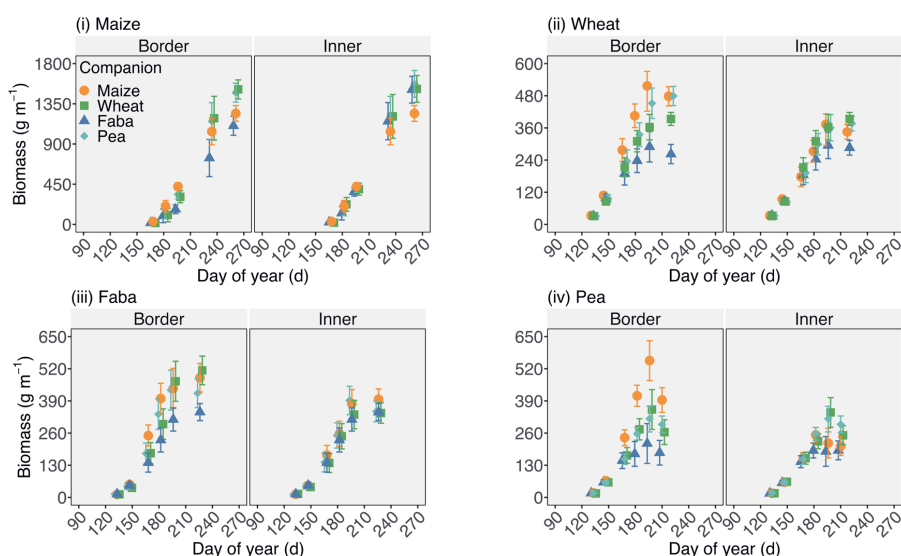 (i) Maize
Border
Inner
1800
1350
900
450
0
Biomass (g m⁻¹)
Companion
Maize
Wheat
Faba
Pea
90 120 150 180 210 240 270
90 120 150 180 210 240 270
Day of year (d)
(ii) Wheat
Border
Inner
600
480
360
240
120
0
Biomass (g m⁻¹)
90 120 150 180 210 240 270
90 120 150 180 210 240 270
Day of year (d)
(iii) Faba
Border
Inner
650
520
390
260
130
0
Biomass (g m⁻¹)
90 120 150 180 210 240 270
90 120 150 180 210 240 270
Day of year (d)
(iv) Pea
Border
Inner
650
520
390
260
130
0
Biomass (g m⁻¹)
90 120 150 180 210 240 270
90 120 150 180 210 240 270
Day of year (d)